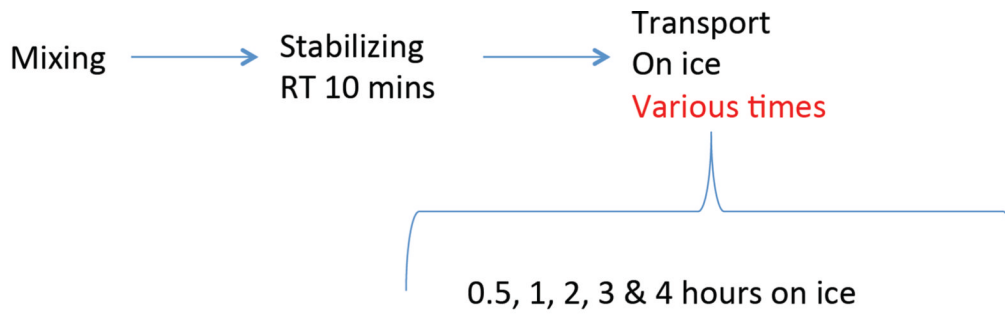 Mixing
Stabilizing
RT 10 mins
Transport
On ice
Various times
0.5, 1, 2, 3 & 4 hours on ice